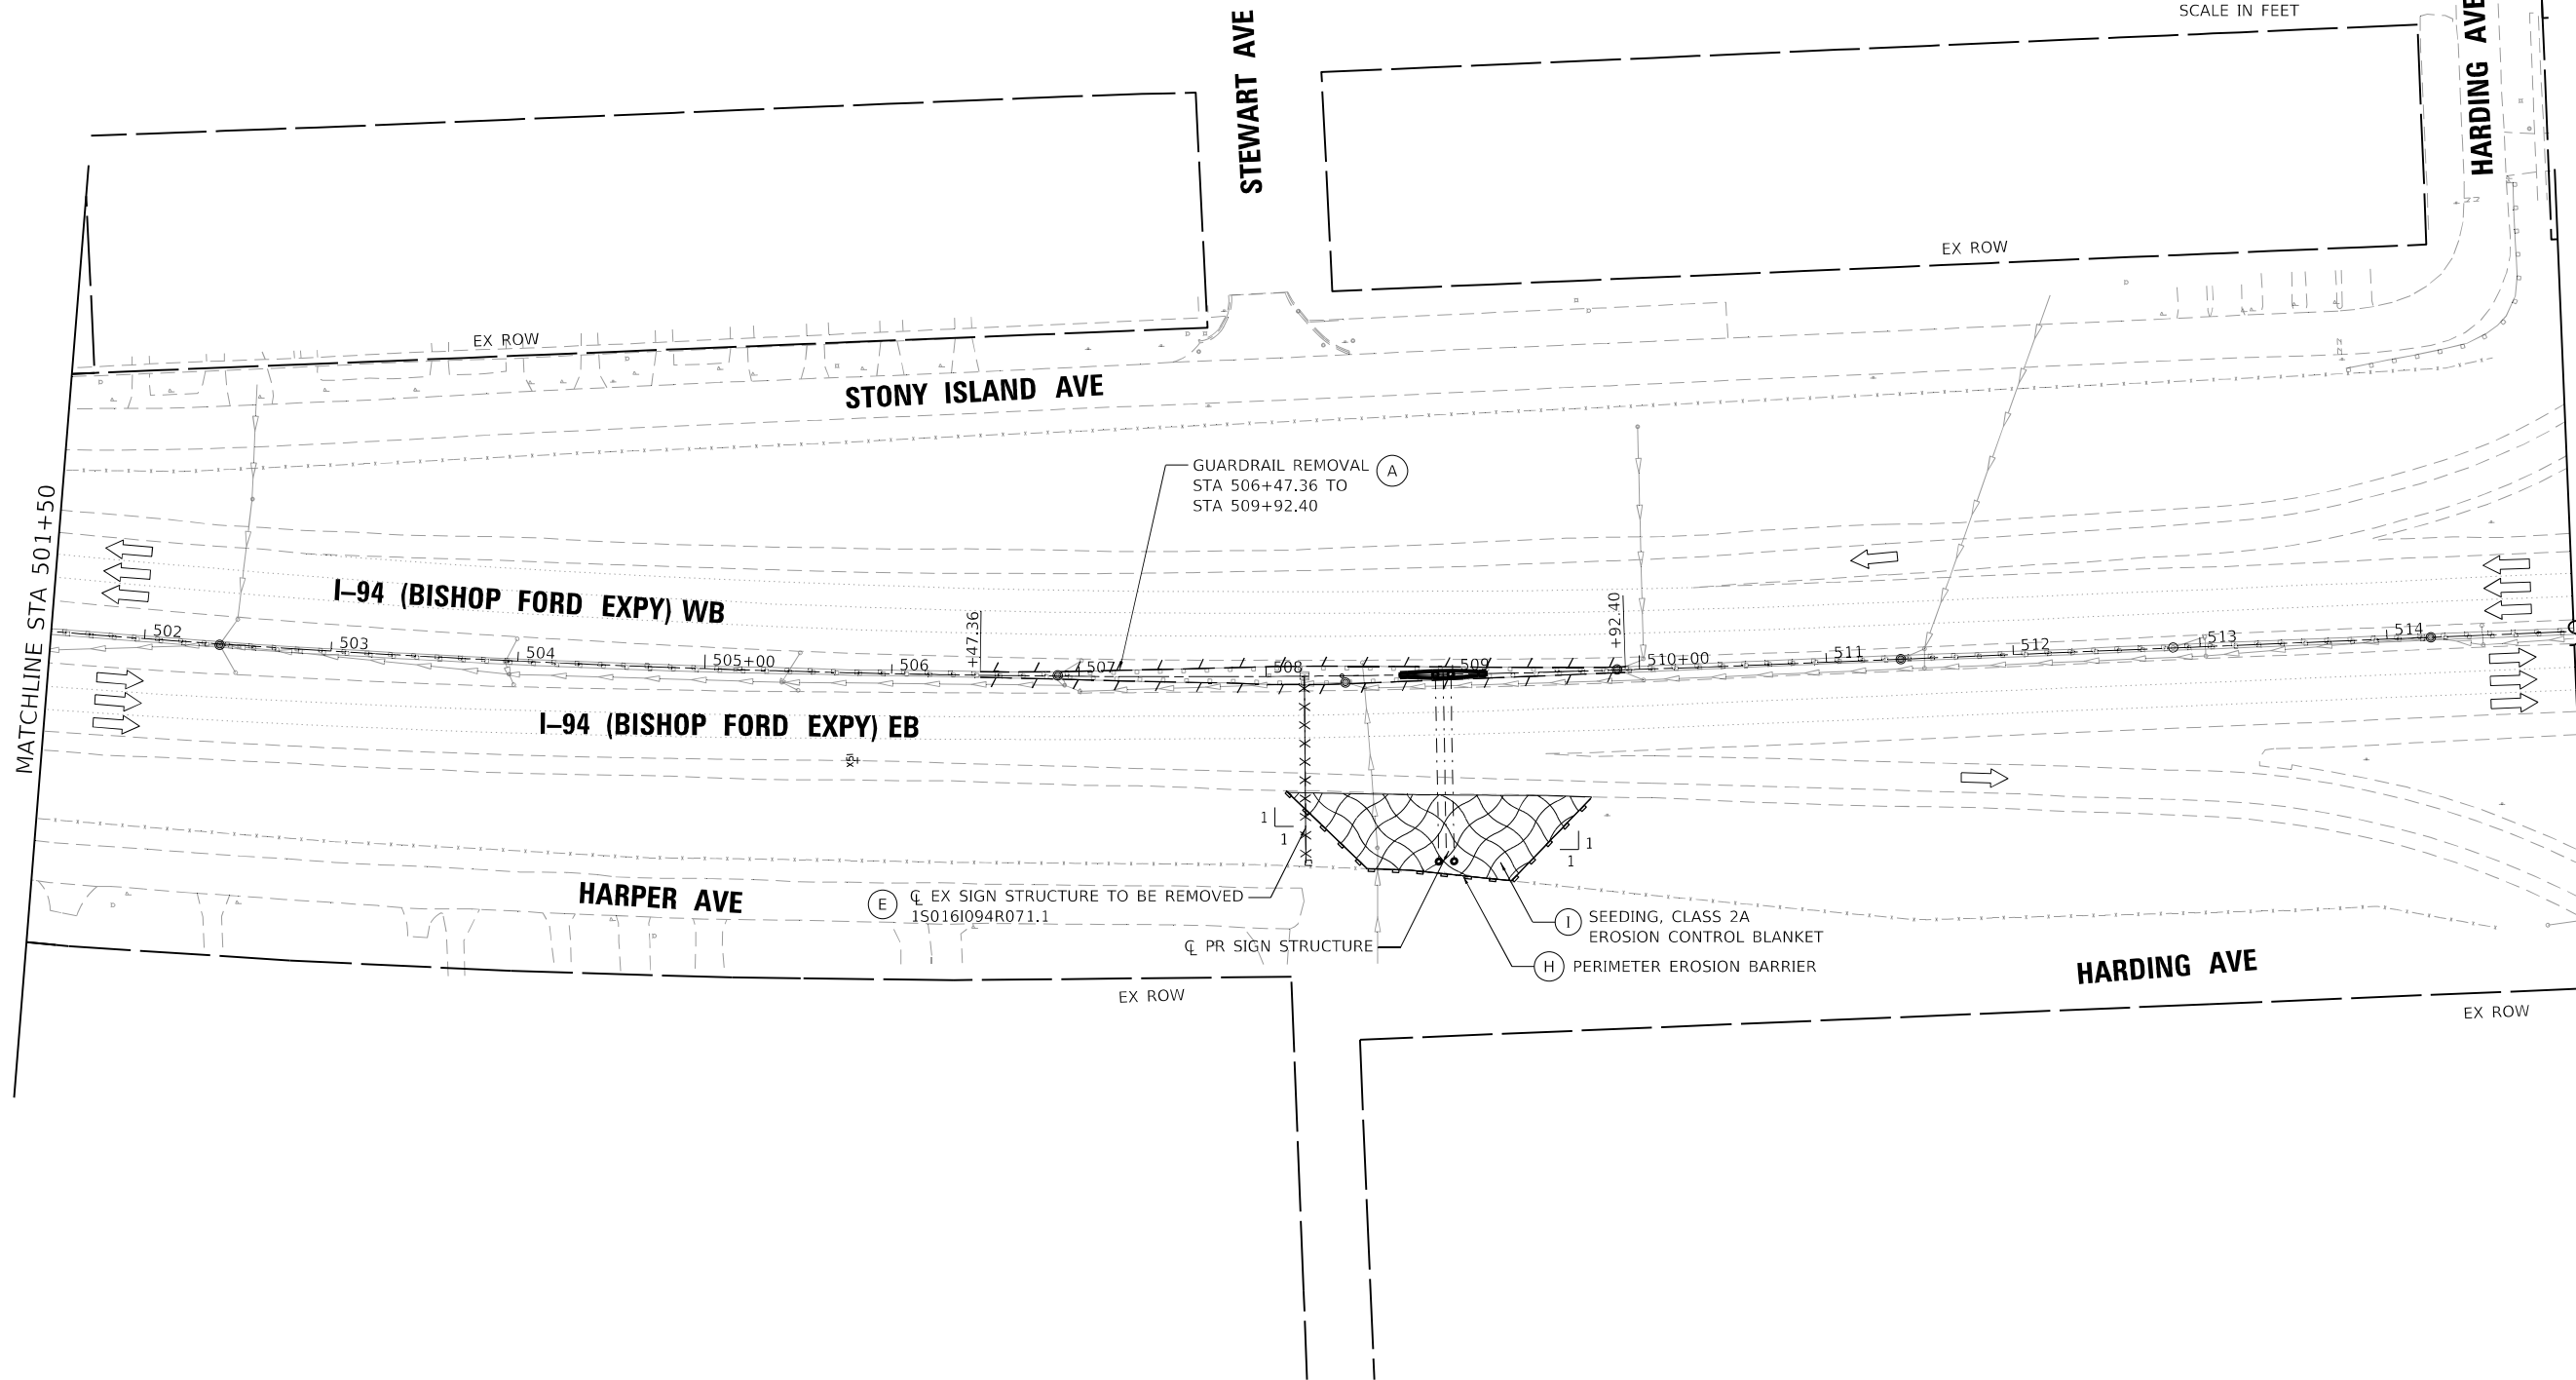 SCALE IN FEET
STEWART AVE
HARDING AVE
EX ROW
EX ROW
STONY ISLAND AVE
GUARDRAIL REMOVAL A
STA 506+47.36 TO
STA 509+92.40
MATCHLINE STA 501+50
I-94 (BISHOP FORD EXPY) WB
+47.36
+92.40
502
503
504
505+00
506
507
508
509
510+00
511
512
513
514
I-94 (BISHOP FORD EXPY) EB
1
1
1
1
HARPER AVE
E ℄ EX SIGN STRUCTURE TO BE REMOVED
1S016I094R071.1
℄ PR SIGN STRUCTURE
I SEEDING, CLASS 2A
EROSION CONTROL BLANKET
H PERIMETER EROSION BARRIER
HARDING AVE
EX ROW
EX ROW